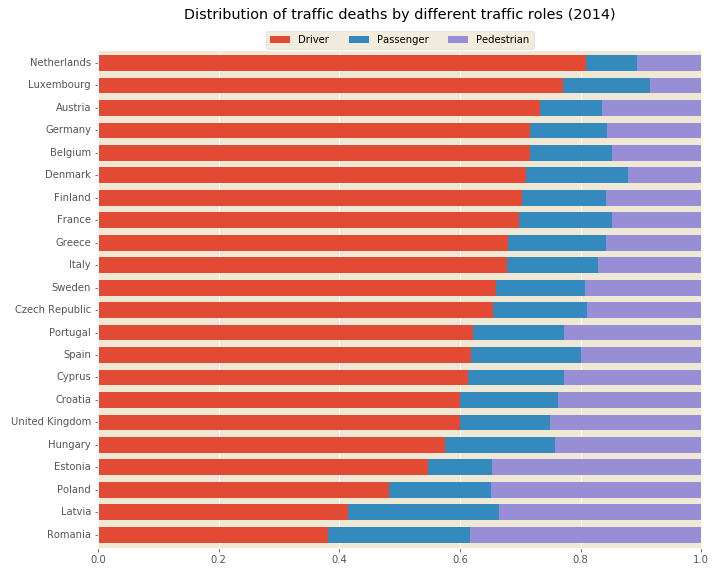 Distribution of traffic deaths by different traffic roles (2014)
Driver Passenger Pedestrian
Netherlands
Luxembourg
Austria
Germany
Belgium
Denmark
Finland
France
Greece
Italy
Sweden
Czech Republic
Portugal
Spain
Cyprus
Croatia
United Kingdom
Hungary
Estonia
Poland
Latvia
Romania
0.0 0.2 0.4 0.6 0.8 1.0